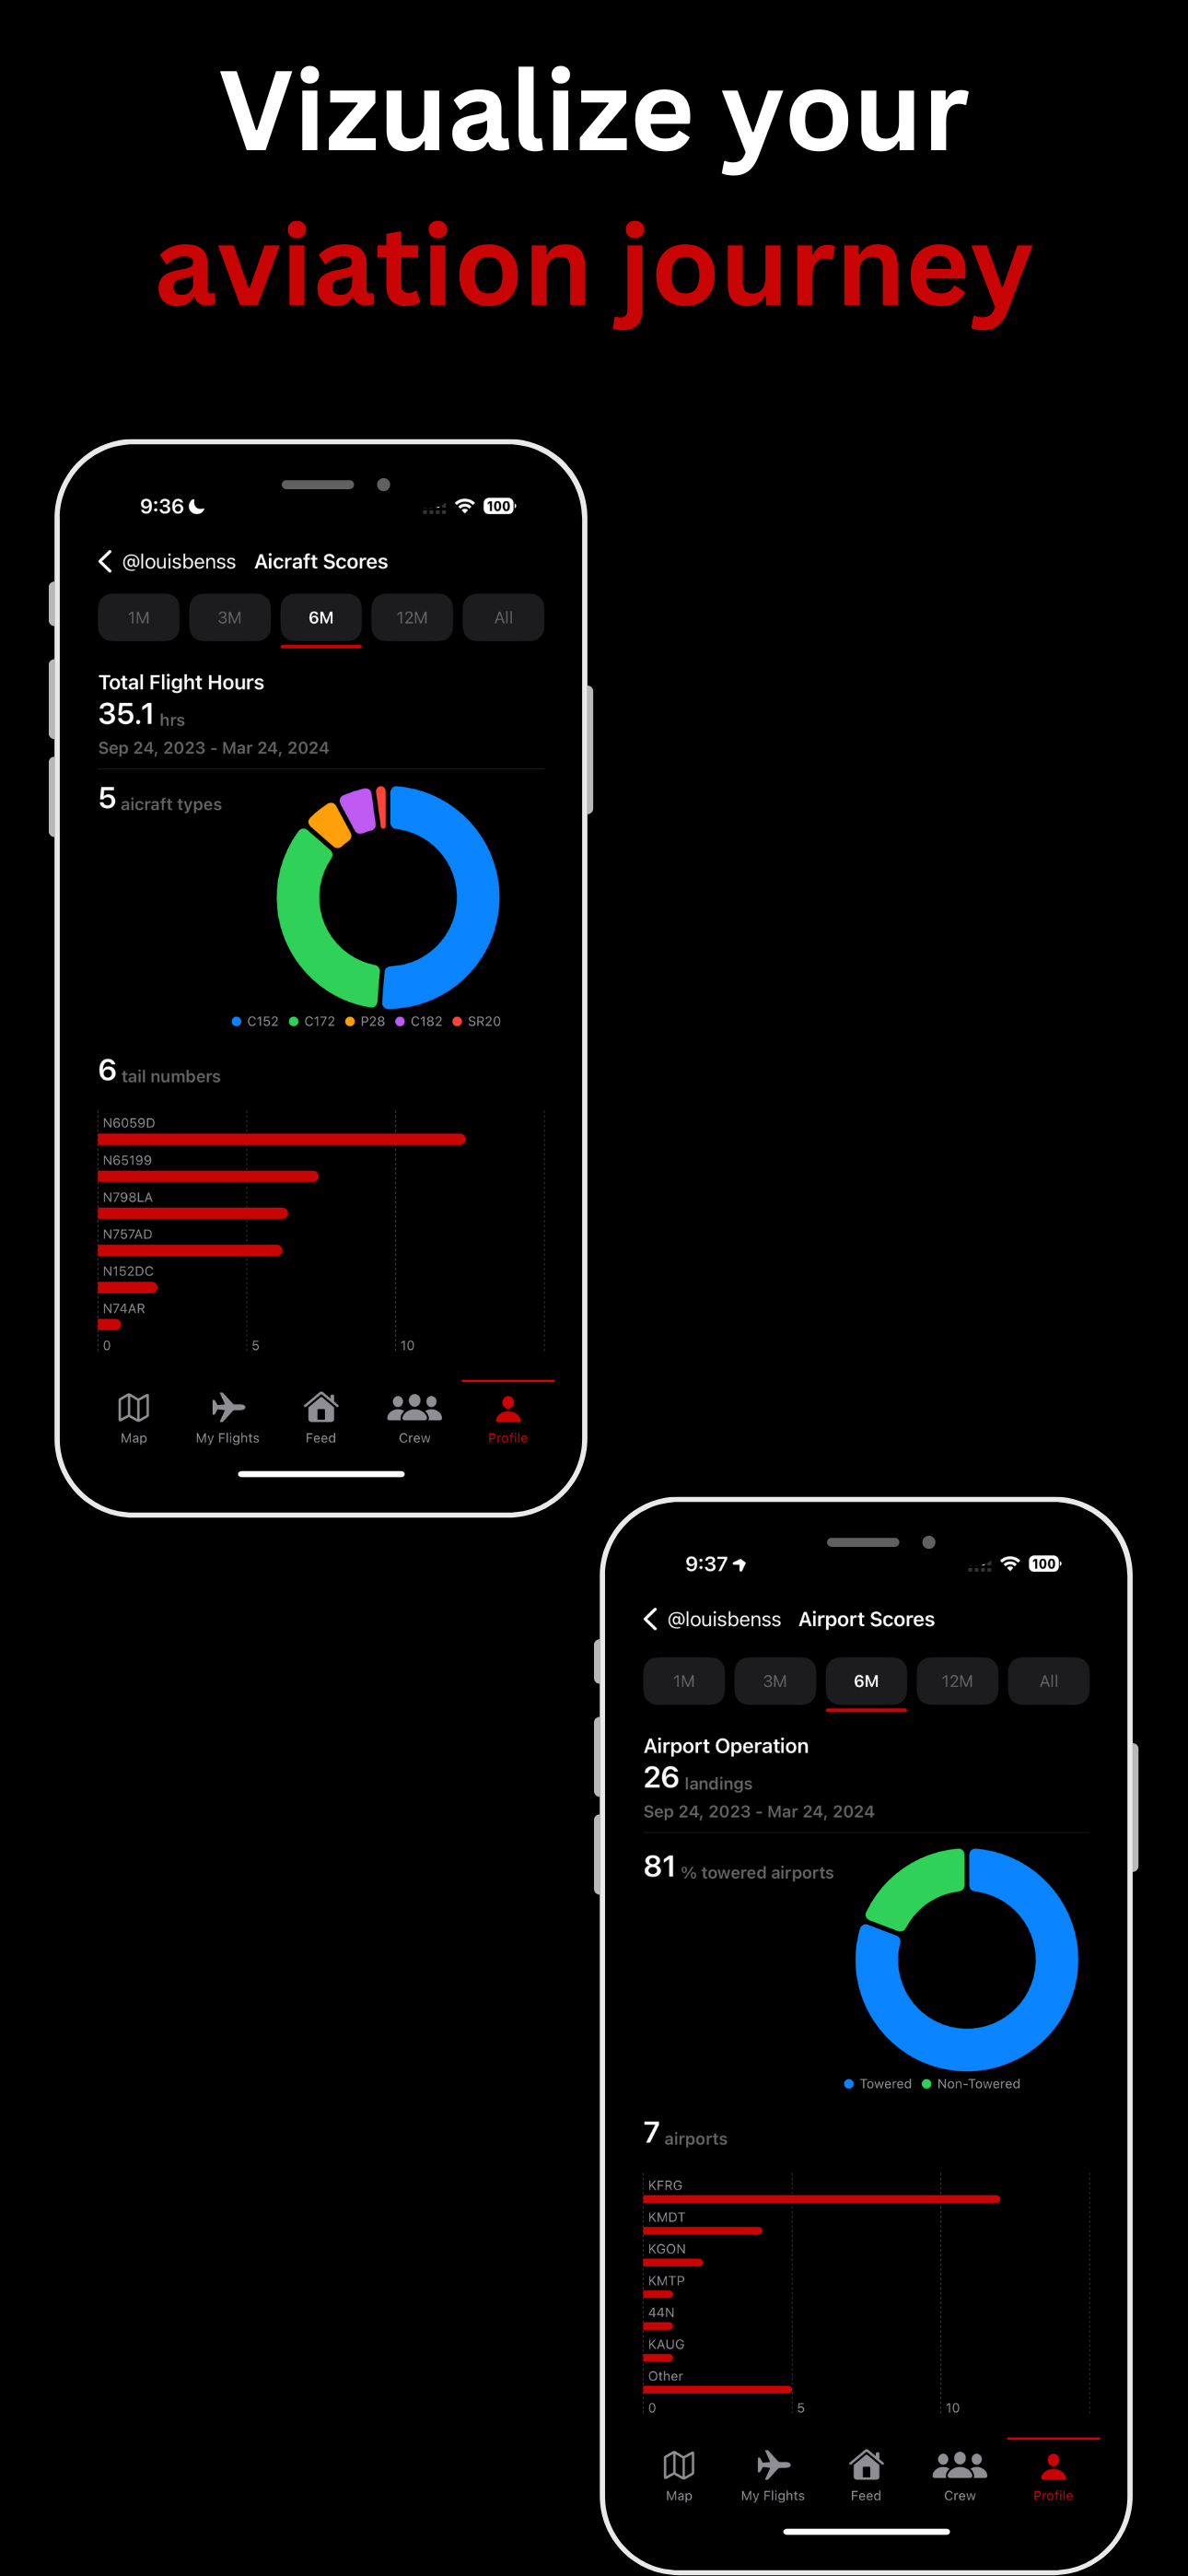 Vizualize your
aviation journey
9:36
100
@louisbenss Aicraft Scores
1M 3M 6M 12M All
Total Flight Hours
35.1 hrs
Sep 24, 2023 - Mar 24, 2024
5 aicraft types
C152 C172 P28 C182 SR20
6 tail numbers
N6059D
N65199
N798LA
N757AD
N152DC
N74AR
0 5 10
Map My Flights Feed Crew Profile
9:37
100
@louisbenss Airport Scores
1M 3M 6M 12M All
Airport Operation
26 landings
Sep 24, 2023 - Mar 24, 2024
81 % towered airports
Towered Non-Towered
7 airports
KFRG
KMDT
KGON
KMTP
44N
KAUG
Other
0 5 10
Map My Flights Feed Crew Profile